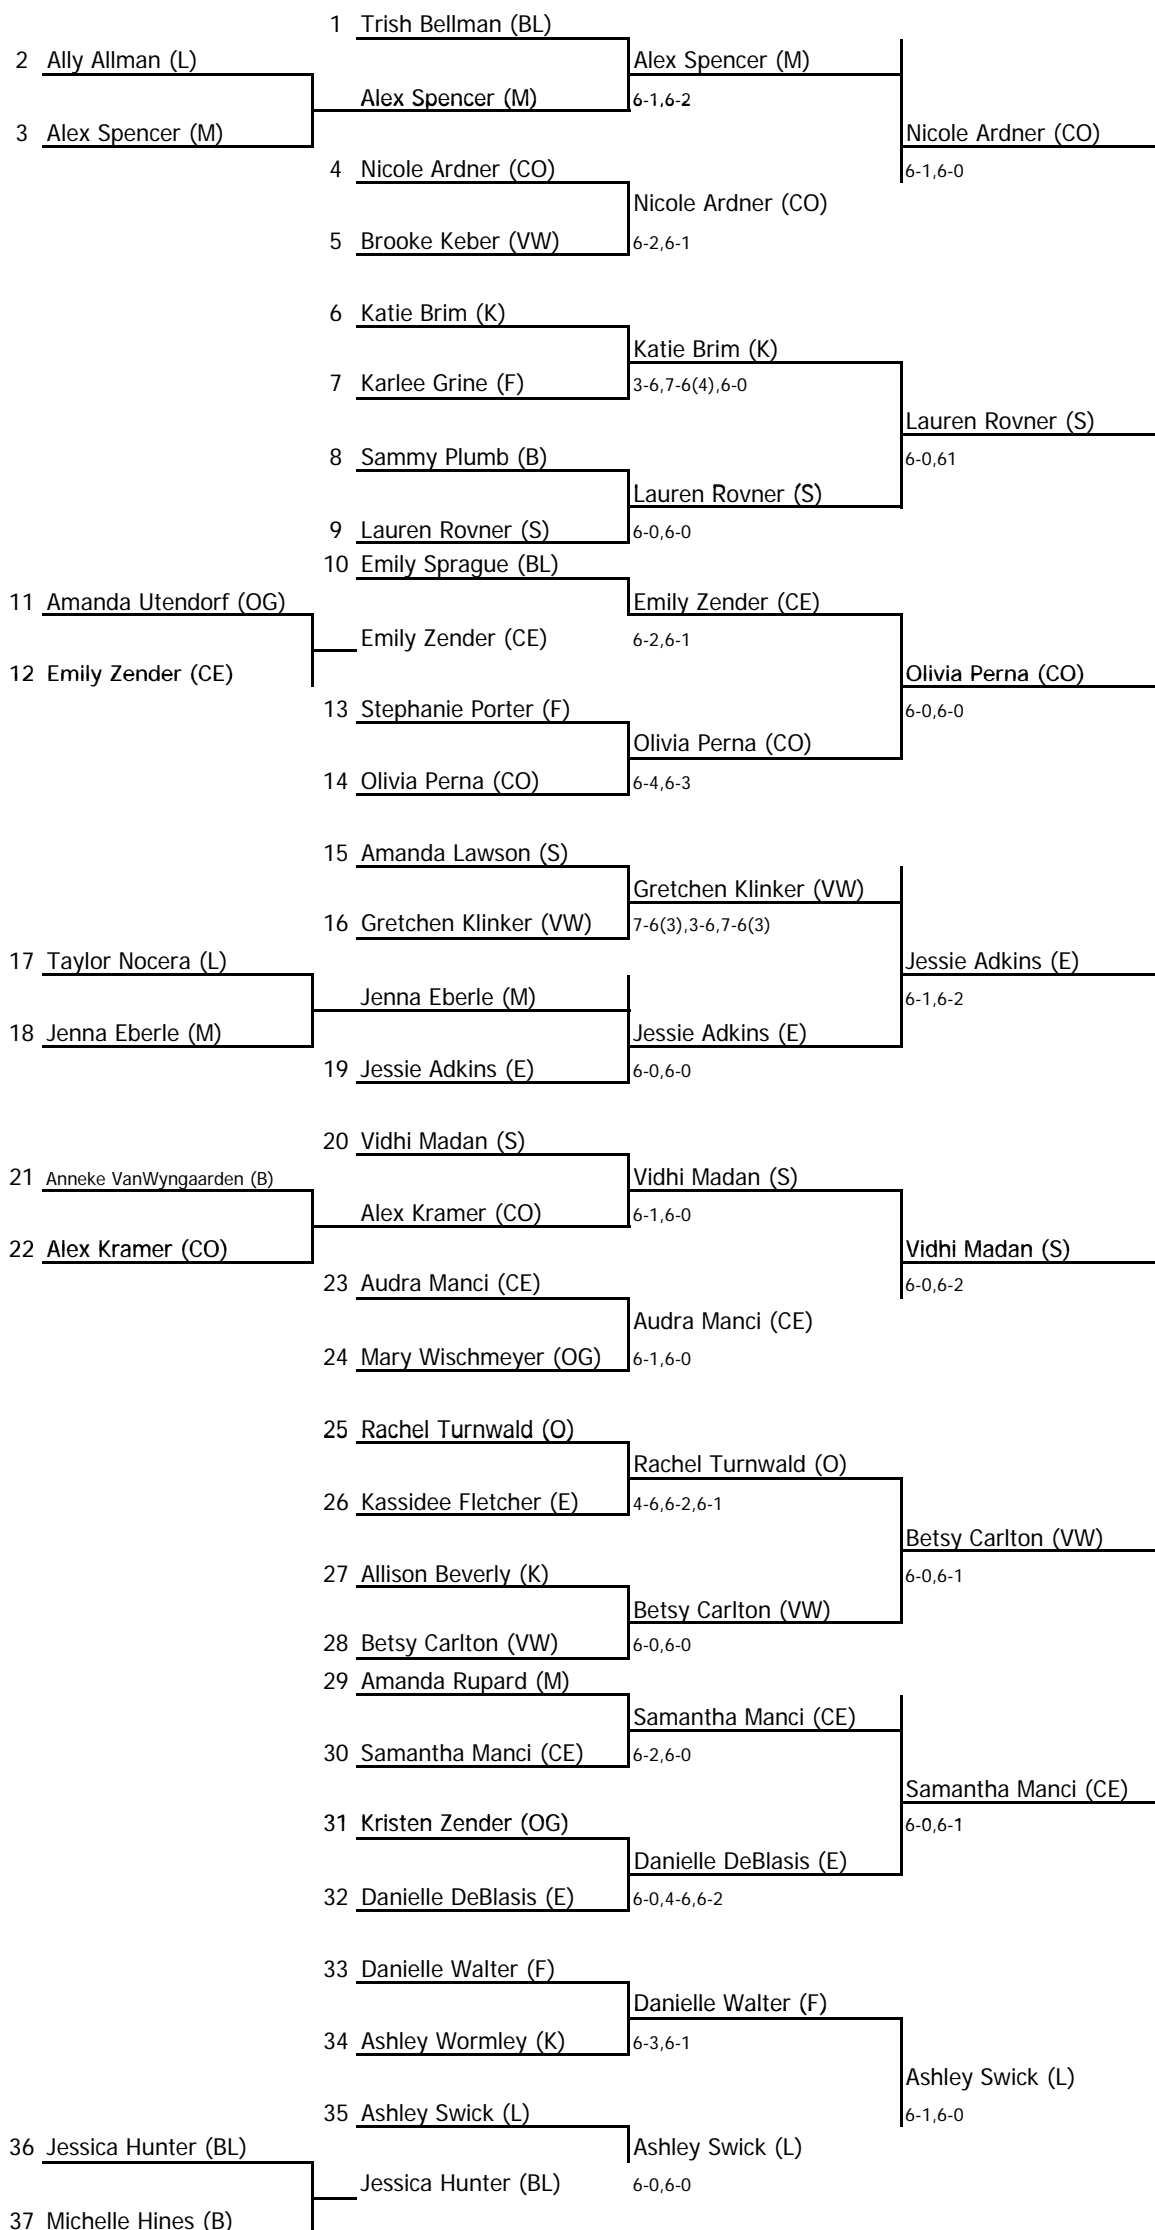 1 Trish Bellman (BL)
2 Ally Allman (L) Alex Spencer (M)
Alex Spencer (M) 6-1,6-2
3 Alex Spencer (M) Nicole Ardner (CO)
4 Nicole Ardner (CO) 6-1,6-0
Nicole Ardner (CO)
5 Brooke Keber (VW) 6-2,6-1
6 Katie Brim (K)
Katie Brim (K)
7 Karlee Grine (F) 3-6,7-6(4),6-0
Lauren Rovner (S)
8 Sammy Plumb (B) 6-0,61
Lauren Rovner (S)
9 Lauren Rovner (S) 6-0,6-0
10 Emily Sprague (BL)
11 Amanda Utendorf (OG) Emily Zender (CE)
Emily Zender (CE) 6-2,6-1
12 Emily Zender (CE) Olivia Perna (CO)
13 Stephanie Porter (F) 6-0,6-0
Olivia Perna (CO)
14 Olivia Perna (CO) 6-4,6-3
15 Amanda Lawson (S)
Gretchen Klinker (VW)
16 Gretchen Klinker (VW) 7-6(3),3-6,7-6(3)
17 Taylor Nocera (L) Jessie Adkins (E)
Jenna Eberle (M) 6-1,6-2
18 Jenna Eberle (M) Jessie Adkins (E)
19 Jessie Adkins (E) 6-0,6-0
20 Vidhi Madan (S)
21 Anneke VanWyngaarden (B) Vidhi Madan (S)
Alex Kramer (CO) 6-1,6-0
22 Alex Kramer (CO) Vidhi Madan (S)
23 Audra Manci (CE) 6-0,6-2
Audra Manci (CE)
24 Mary Wischmeyer (OG) 6-1,6-0
25 Rachel Turnwald (O)
Rachel Turnwald (O)
26 Kassidee Fletcher (E) 4-6,6-2,6-1
Betsy Carlton (VW)
27 Allison Beverly (K) 6-0,6-1
Betsy Carlton (VW)
28 Betsy Carlton (VW) 6-0,6-0
29 Amanda Rupard (M)
Samantha Manci (CE)
30 Samantha Manci (CE) 6-2,6-0
Samantha Manci (CE)
31 Kristen Zender (OG) 6-0,6-1
Danielle DeBlasis (E)
32 Danielle DeBlasis (E) 6-0,4-6,6-2
33 Danielle Walter (F)
Danielle Walter (F)
34 Ashley Wormley (K) 6-3,6-1
Ashley Swick (L)
35 Ashley Swick (L) 6-1,6-0
36 Jessica Hunter (BL) Ashley Swick (L)
Jessica Hunter (BL) 6-0,6-0
37 Michelle Hines (B)